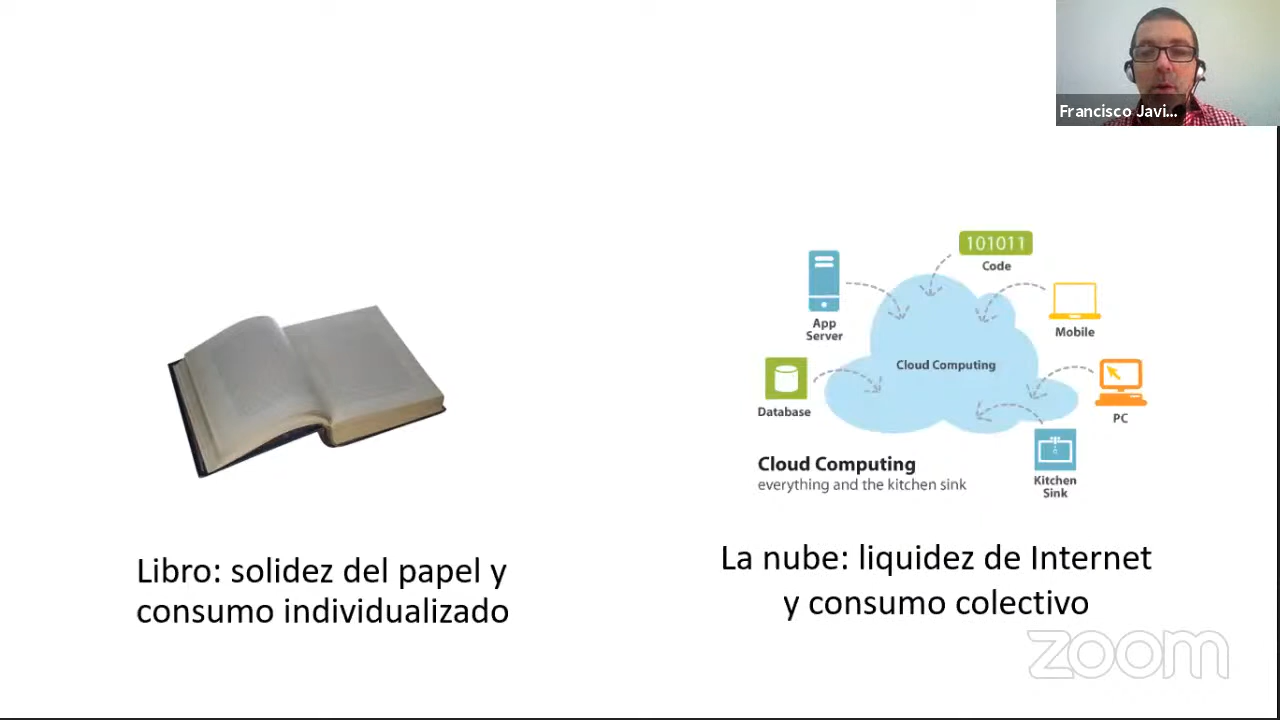 Francisco Javi...
101011
Code
App
Server
Mobile
Cloud Computing
Database
PC
Cloud Computing
everything and the kitchen sink
Kitchen
Sink
Libro: solidez del papel y
consumo individualizado
La nube: liquidez de Internet
y consumo colectivo
zoom